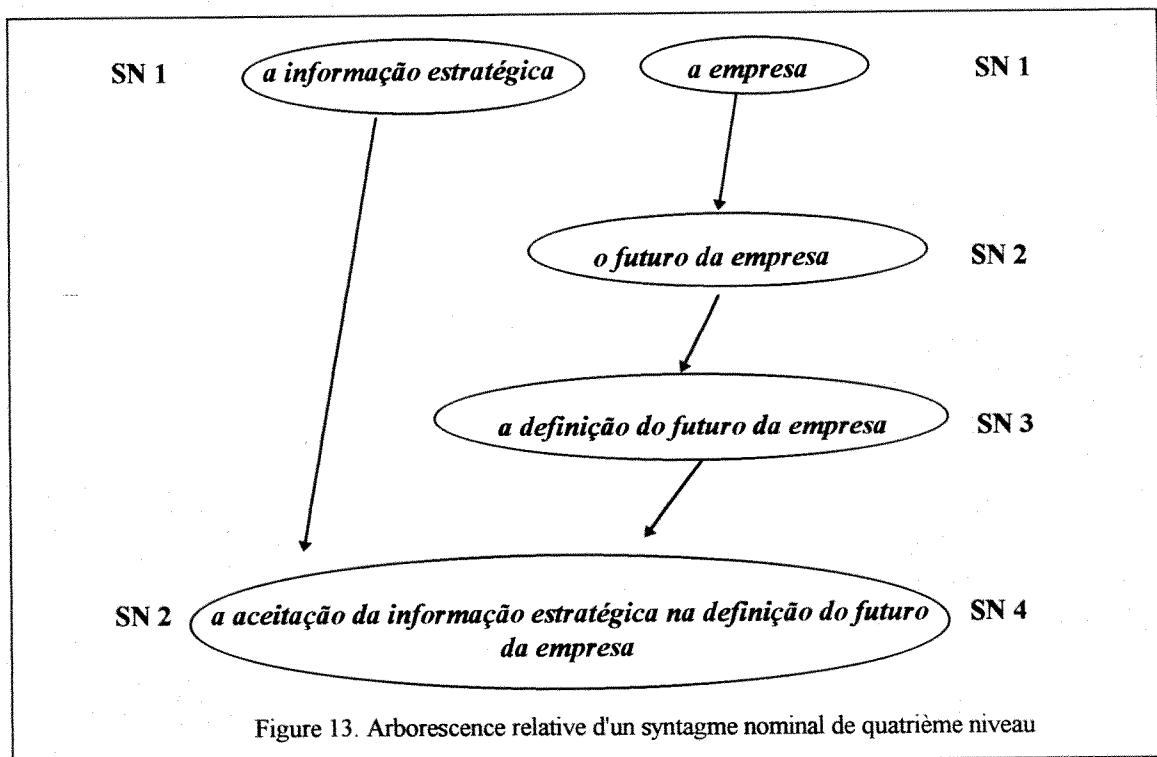 SN 1 a informação estratégica a empresa SN 1
o futuro da empresa SN 2
a definição do futuro da empresa SN 3
SN 2 a aceitação da informação estratégica na definição do futuro SN 4
da empresa
Figure 13. Arborescence relative d'un syntagme nominal de quatrième niveau